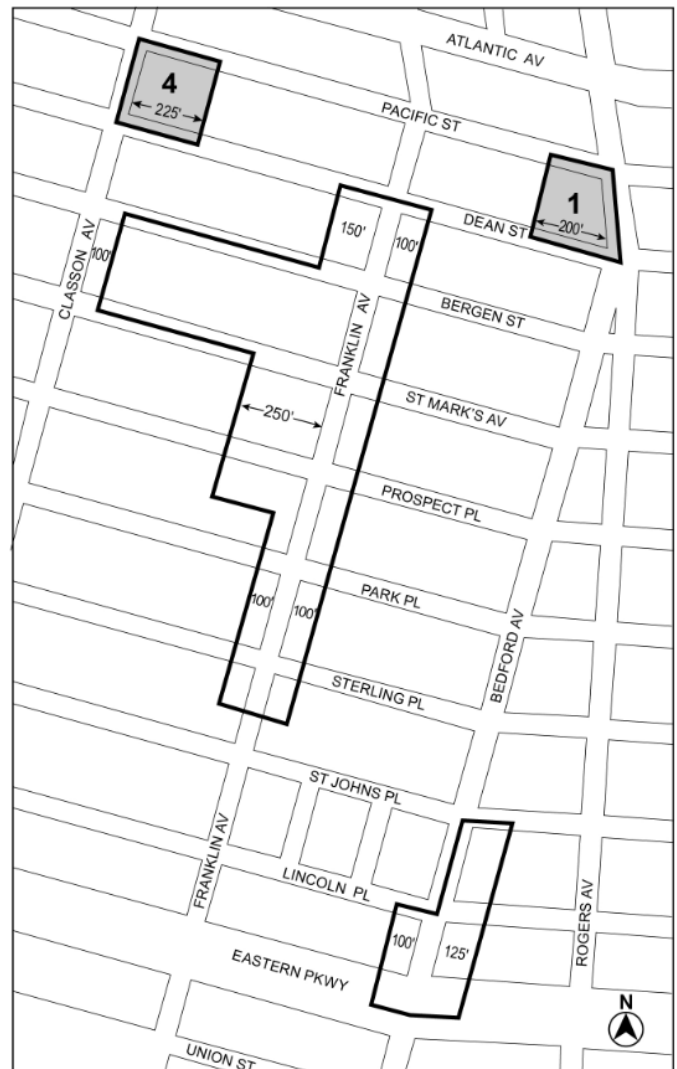 ATLANTIC AV
4
225'
PACIFIC ST
1
200'
DEAN ST
150'
100'
CLASSON AV
100'
BERGEN ST
FRANKLIN AV
ST MARK'S AV
250'
PROSPECT PL
PARK PL
100'
100'
BEDFORD AV
STERLING PL
ST JOHNS PL
FRANKLIN AV
LINCOLN PL
ROGERS AV
100'
125'
EASTERN PKWY
N
UNION ST